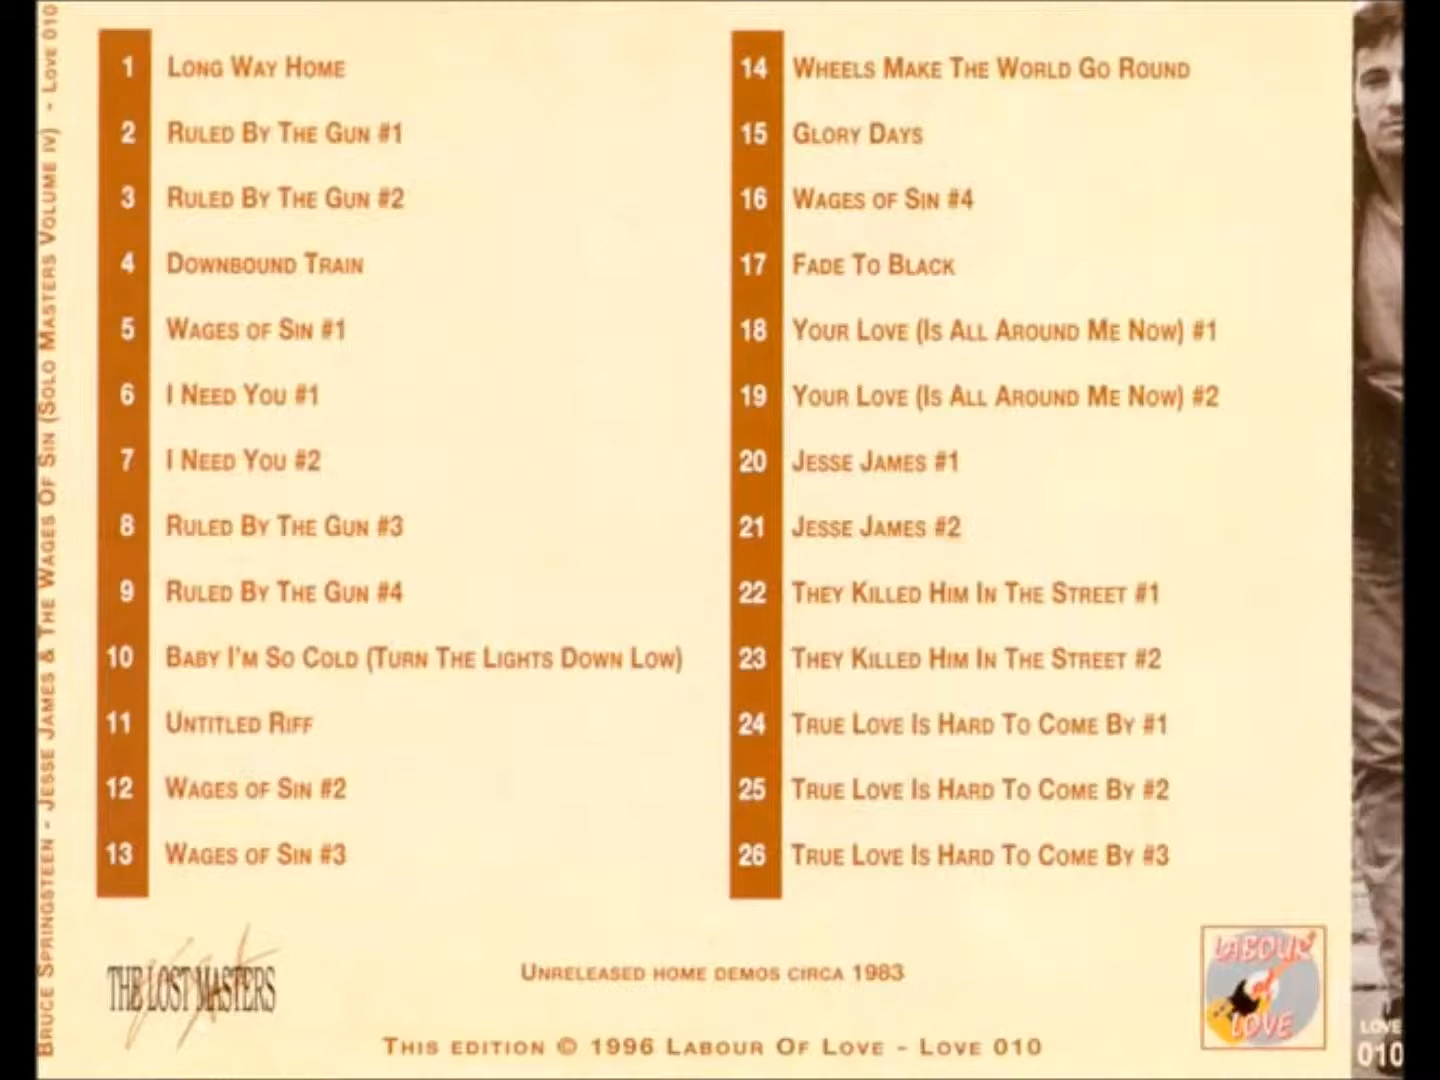 Bruce Springsteen - Jesse James & The Wages Of Sin (Solo Masters Volume IV) - Love 010
1 Long Way Home
2 Ruled By The Gun #1
3 Ruled By The Gun #2
4 Downbound Train
5 Wages of Sin #1
6 I Need You #1
7 I Need You #2
8 Ruled By The Gun #3
9 Ruled By The Gun #4
10 Baby I'm So Cold (Turn The Lights Down Low)
11 Untitled Riff
12 Wages of Sin #2
13 Wages of Sin #3
14 Wheels Make The World Go Round
15 Glory Days
16 Wages of Sin #4
17 Fade To Black
18 Your Love (Is All Around Me Now) #1
19 Your Love (Is All Around Me Now) #2
20 Jesse James #1
21 Jesse James #2
22 They Killed Him In The Street #1
23 They Killed Him In The Street #2
24 True Love Is Hard To Come By #1
25 True Love Is Hard To Come By #2
26 True Love Is Hard To Come By #3
THE LOST MASTERS
Unreleased home demos circa 1983
LABOUR
of
LOVE
This edition © 1996 Labour Of Love - Love 010
LOVE
010